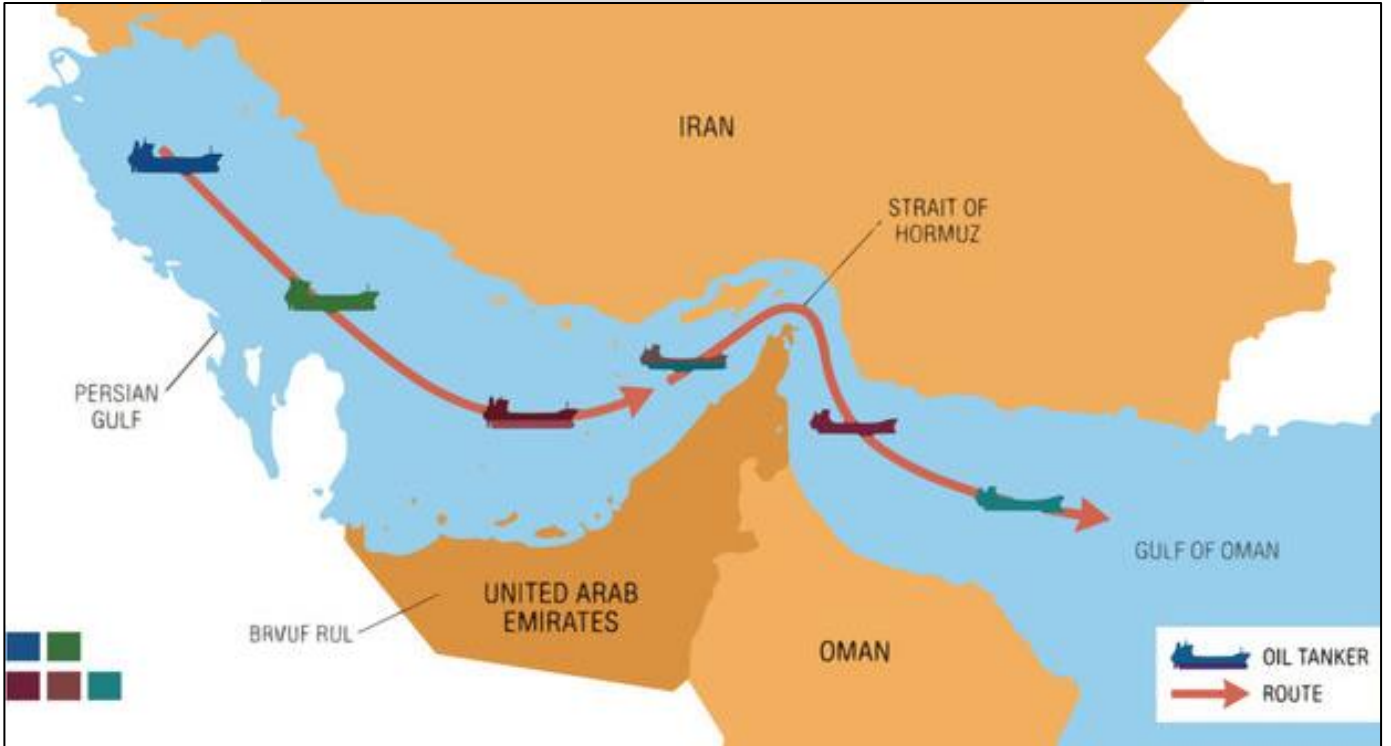 IRAN
STRAIT OF
HORMUZ
PERSIAN
GULF
GULF OF OMAN
UNITED ARAB
EMIRATES
BRVUF RUL
OMAN
OIL TANKER
ROUTE